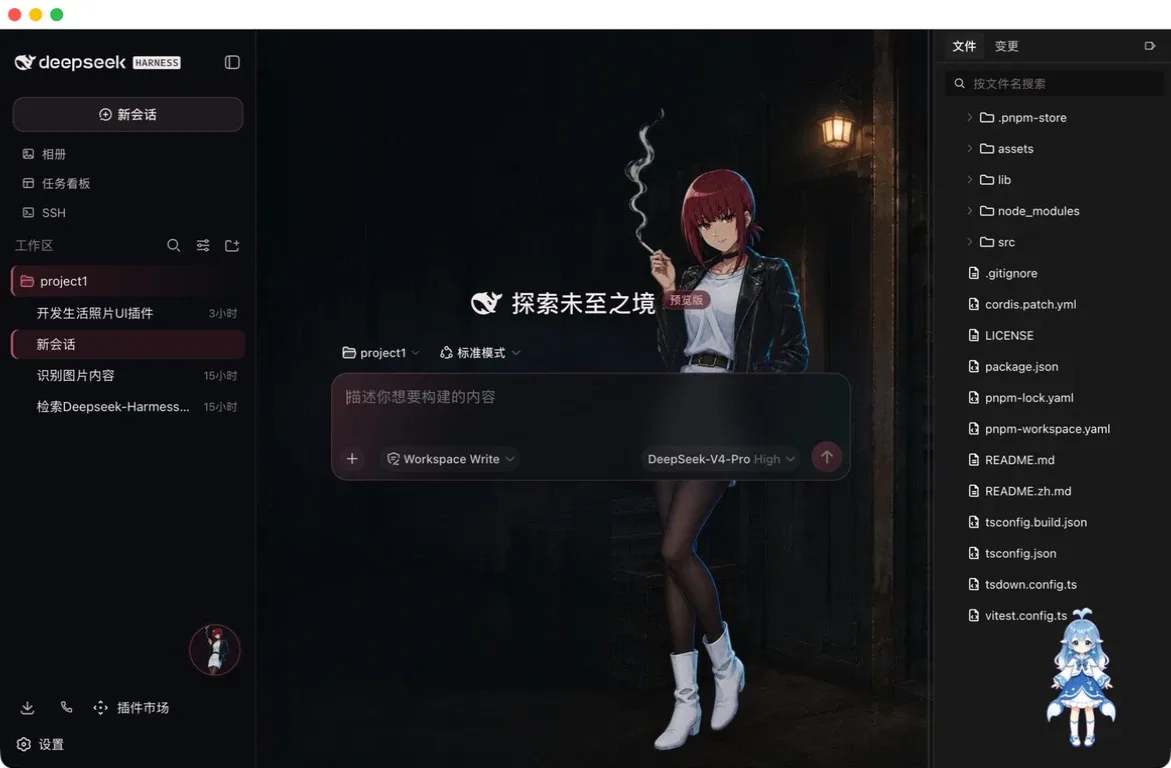 deepseek HARNESS
新会话
相册
任务看板
SSH
工作区
project1
开发生活照片UI插件 3小时
新会话
识别图片内容 15小时
检索Deepseek-Harmess... 15小时
插件市场
设置
探索未至之境 预览版
project1 标准模式
描述你想要构建的内容
Workspace Write DeepSeek-V4-Pro High
文件 变更
按文件名搜索
.pnpm-store
assets
lib
node_modules
src
.gitignore
cordis.patch.yml
LICENSE
package.json
pnpm-lock.yaml
pnpm-workspace.yaml
README.md
README.zh.md
tsconfig.build.json
tsconfig.json
tsdown.config.ts
vitest.config.ts